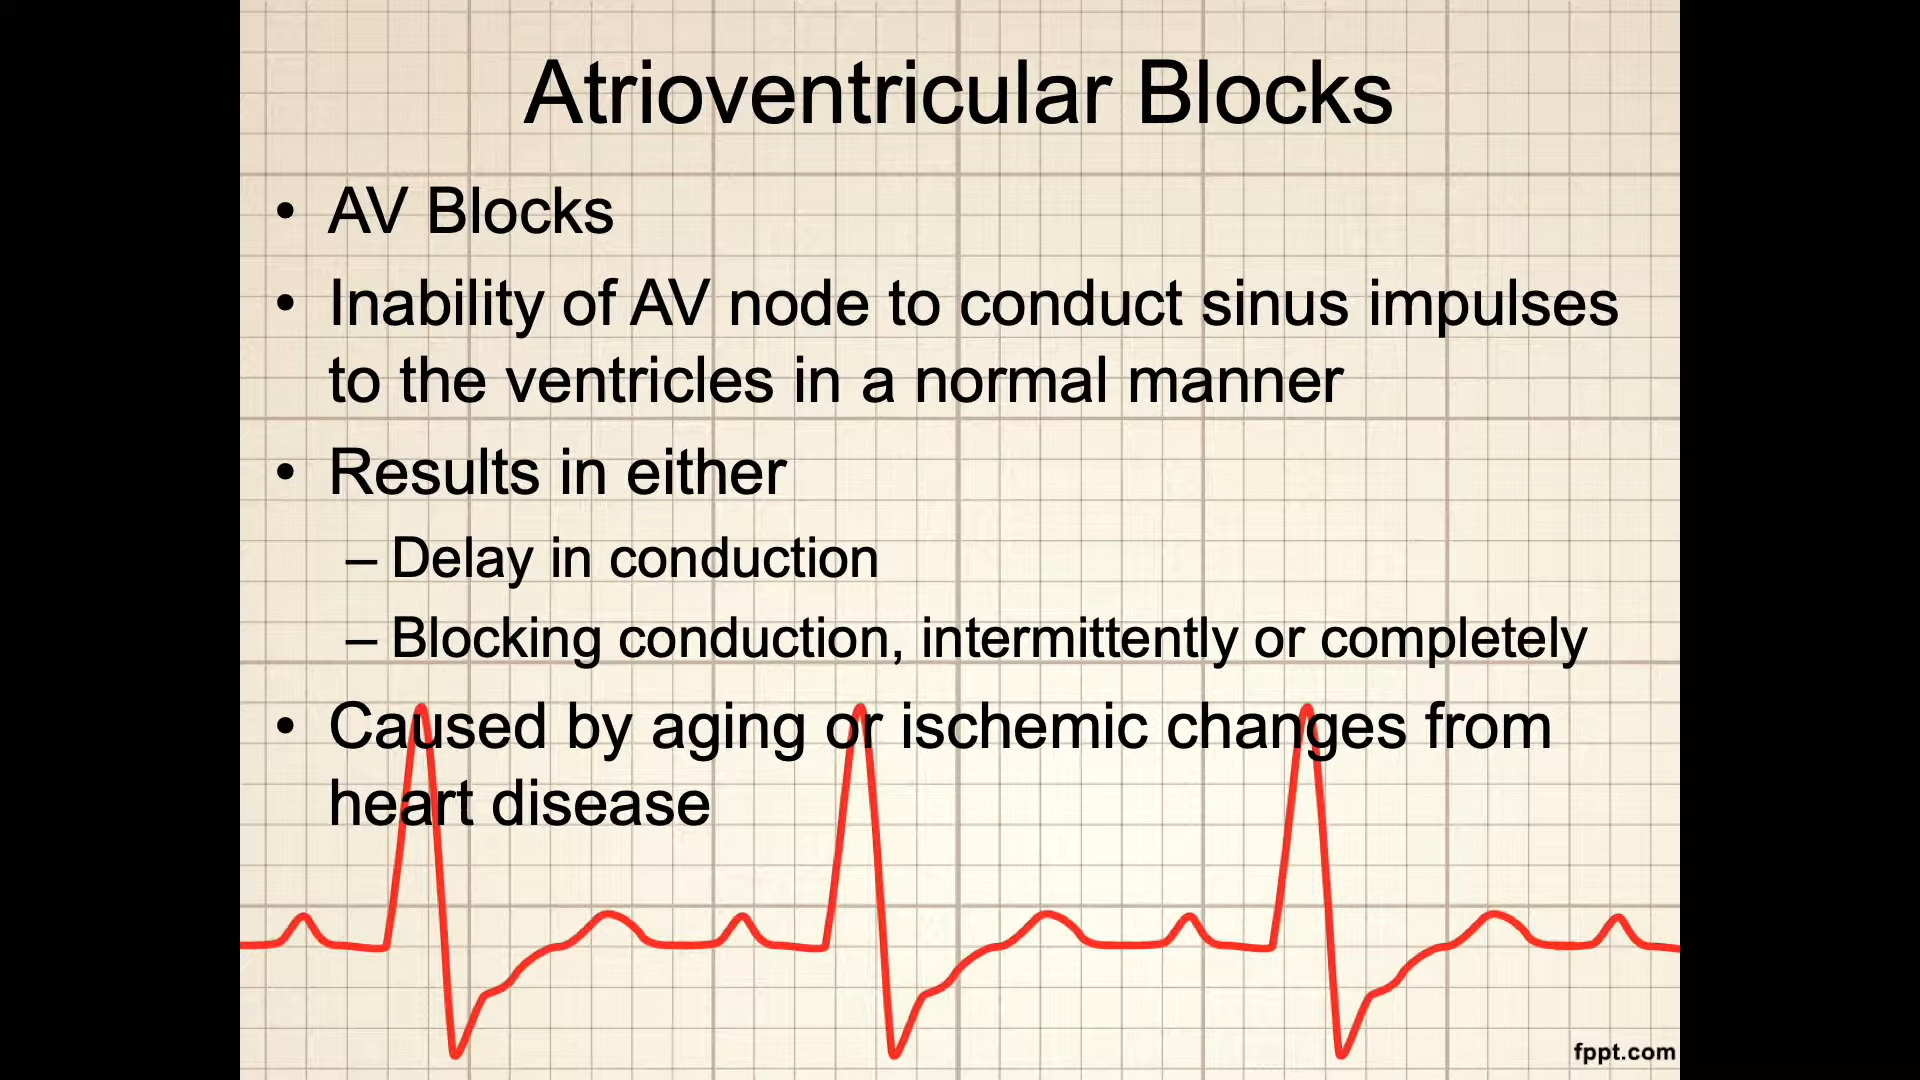 Atrioventricular Blocks
• AV Blocks
• Inability of AV node to conduct sinus impulses
to the ventricles in a normal manner
• Results in either
– Delay in conduction
– Blocking conduction, intermittently or completely
• Caused by aging or ischemic changes from
heart disease
fppt.com